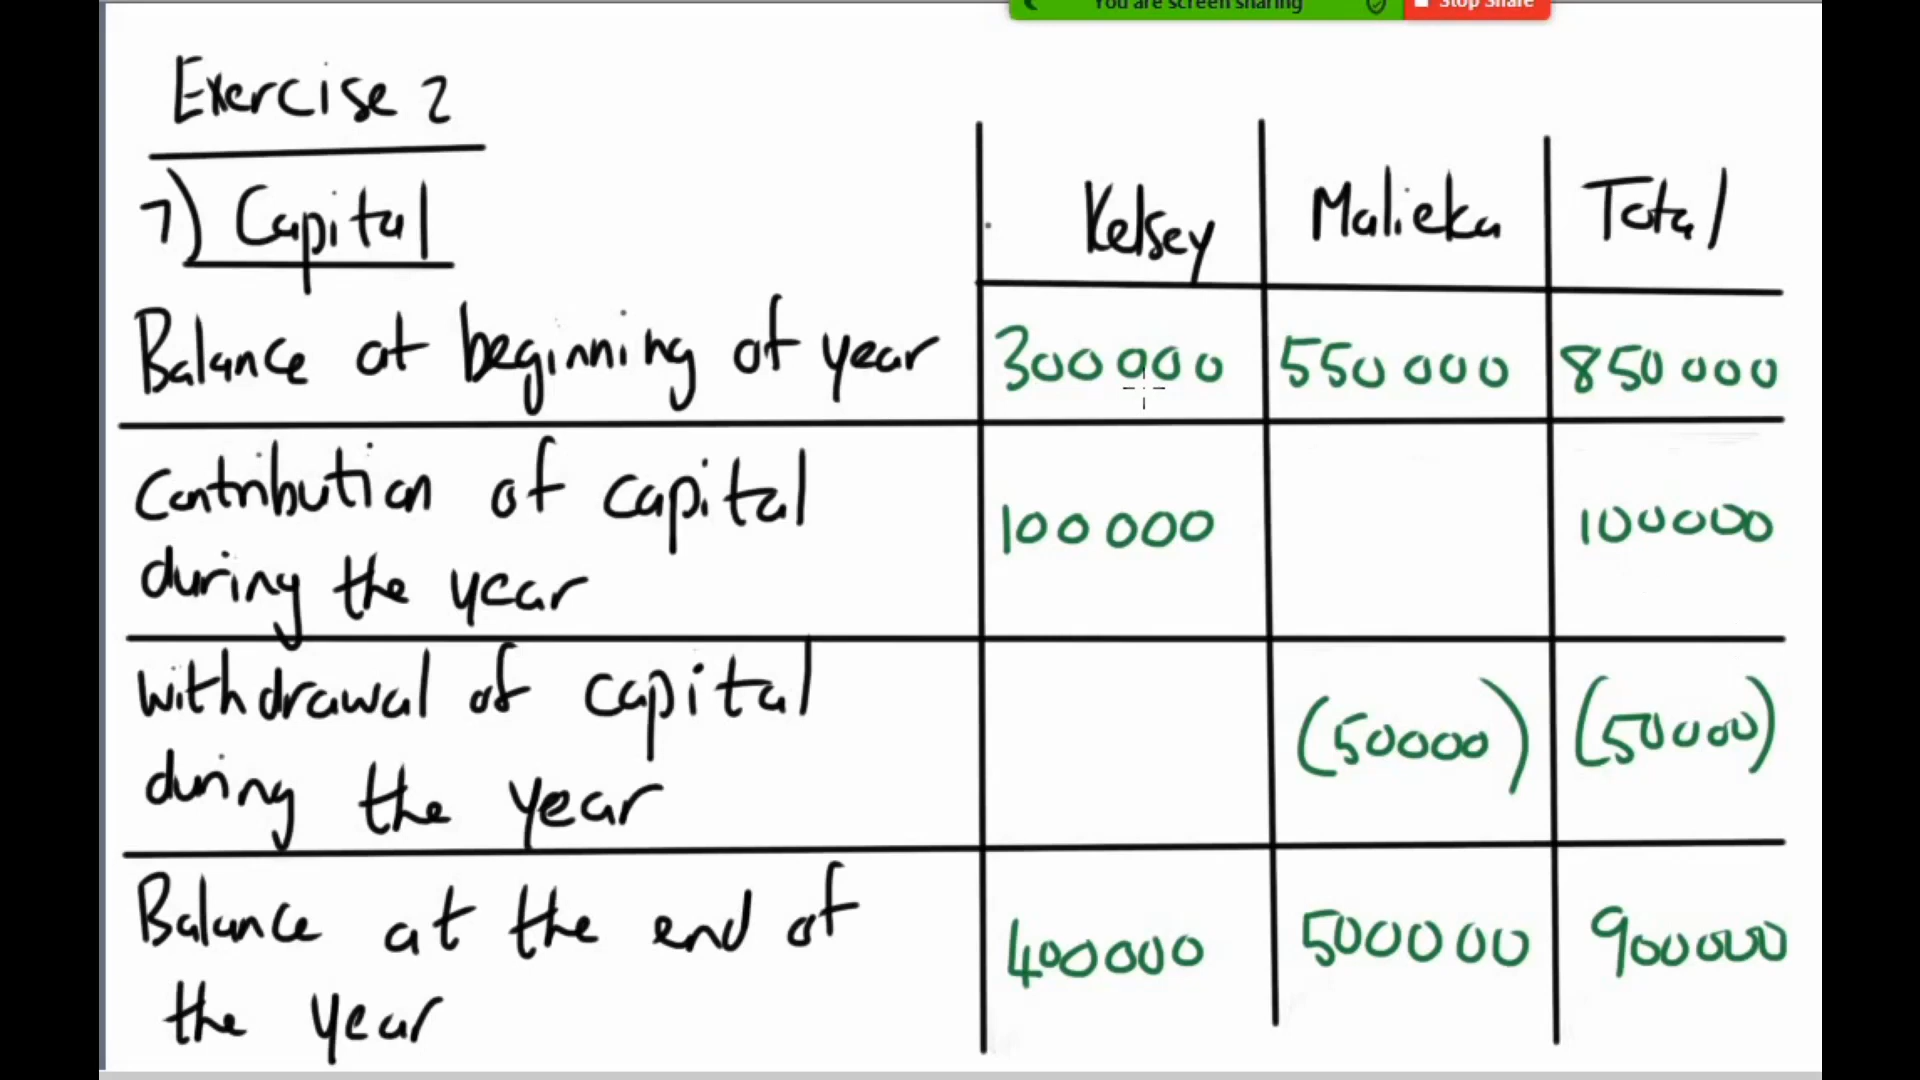 You are screen sharing Stop Share
Exercise 2
7) Capital
Kelsey Malieka Total
Balance at beginning of year 300 000 550 000 850 000
Contribution of capital
during the year
100 000 100000
withdrawal of capital
during the year
(50000) (50000)
Balance at the end of
the year
400000 500000 900000